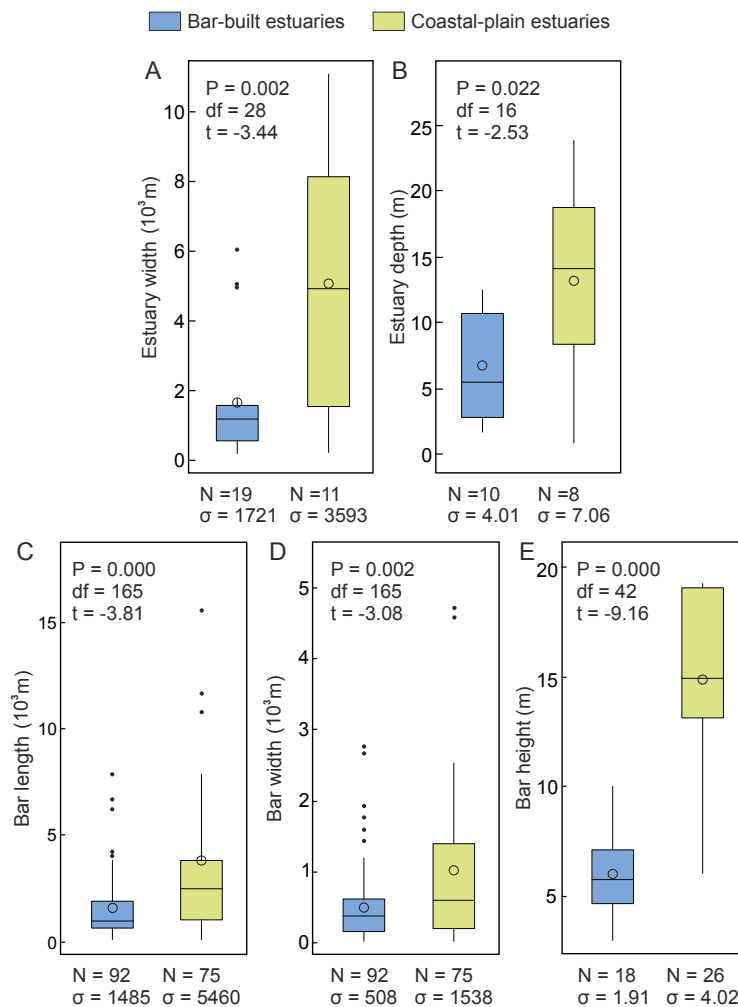 Bar-built estuaries Coastal-plain estuaries
A
P = 0.002
df = 28
t = -3.44
Estuary width (10³m)
10
8
6
4
2
0
N =19 N =11
σ = 1721 σ = 3593
B
P = 0.022
df = 16
t = -2.53
Estuary depth (m)
25
20
15
10
5
0
N =10 N =8
σ = 4.01 σ = 7.06
C
P = 0.000
df = 165
t = -3.81
Bar length (10³m)
15
10
5
0
N = 92 N = 75
σ = 1485 σ = 5460
D
P = 0.002
df = 165
t = -3.08
Bar width (10³m)
5
4
3
2
1
0
N = 92 N = 75
σ = 508 σ = 1538
E
P = 0.000
df = 42
t = -9.16
Bar height (m)
20
15
10
5
N = 18 N = 26
σ = 1.91 σ = 4.02